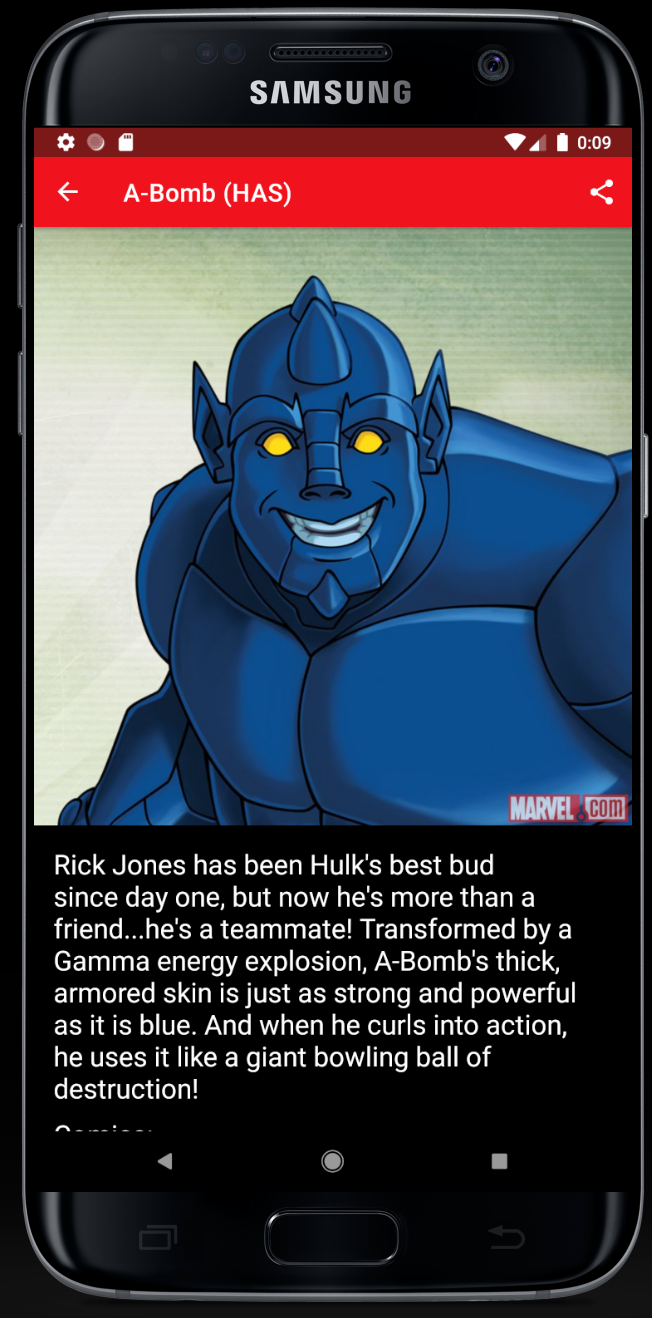 SAMSUNG
0:09
A-Bomb (HAS)
MARVEL.COM
Rick Jones has been Hulk's best bud
since day one, but now he's more than a
friend...he's a teammate! Transformed by a
Gamma energy explosion, A-Bomb's thick,
armored skin is just as strong and powerful
as it is blue. And when he curls into action,
he uses it like a giant bowling ball of
destruction!